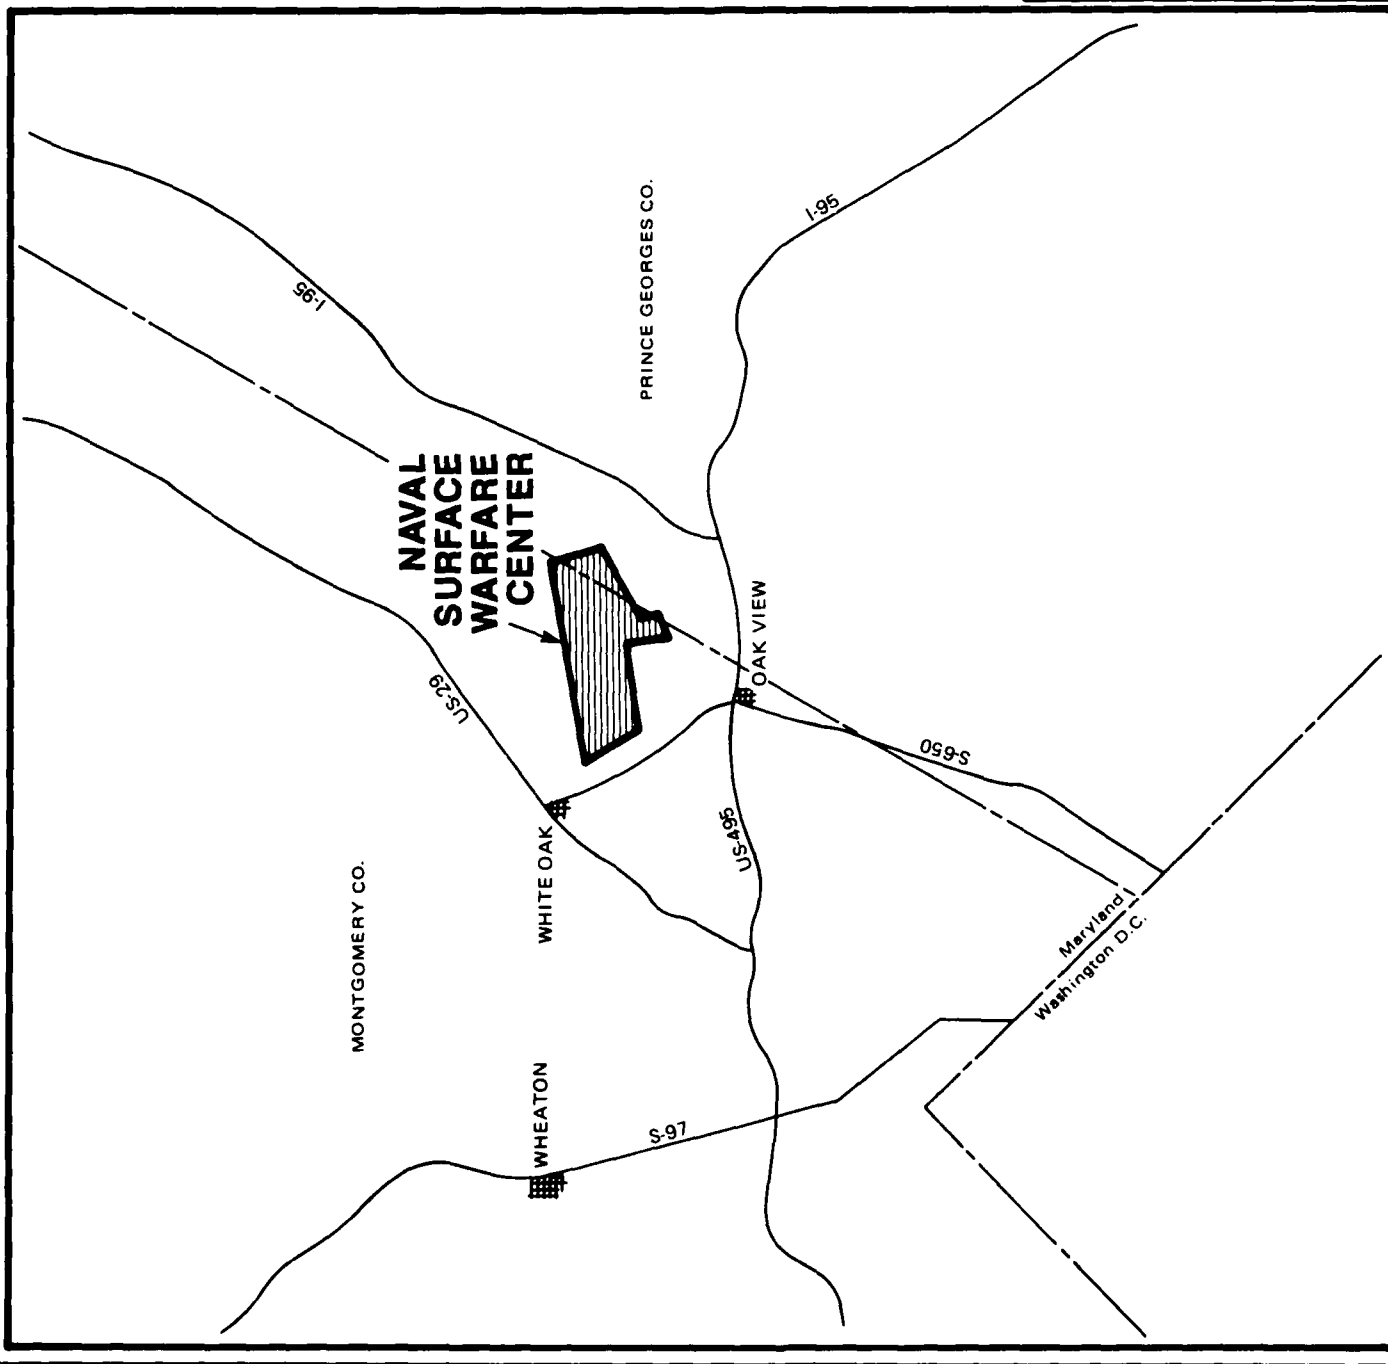 I-95
I-95
PRINCE GEORGES CO.
NAVAL
SURFACE
WARFARE
CENTER
US-29
OAK VIEW
S-650
US-495
WHITE OAK
MONTGOMERY CO.
Maryland
Washington D.C.
WHEATON
S-97